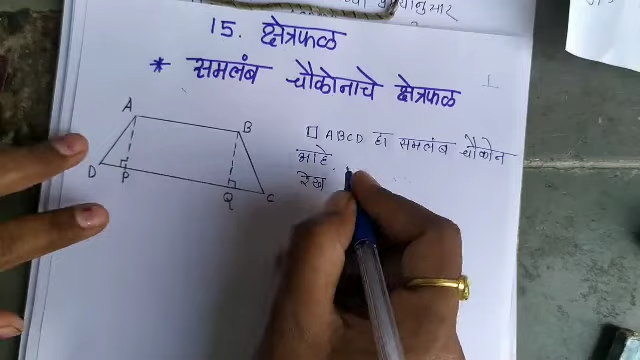 15. क्षेत्रफळ
* समलंब चौकोनाचे क्षेत्रफळ
A
B
D
P
Q
C
□ ABCD हा समलंब चौकोन
आहे.
रेख